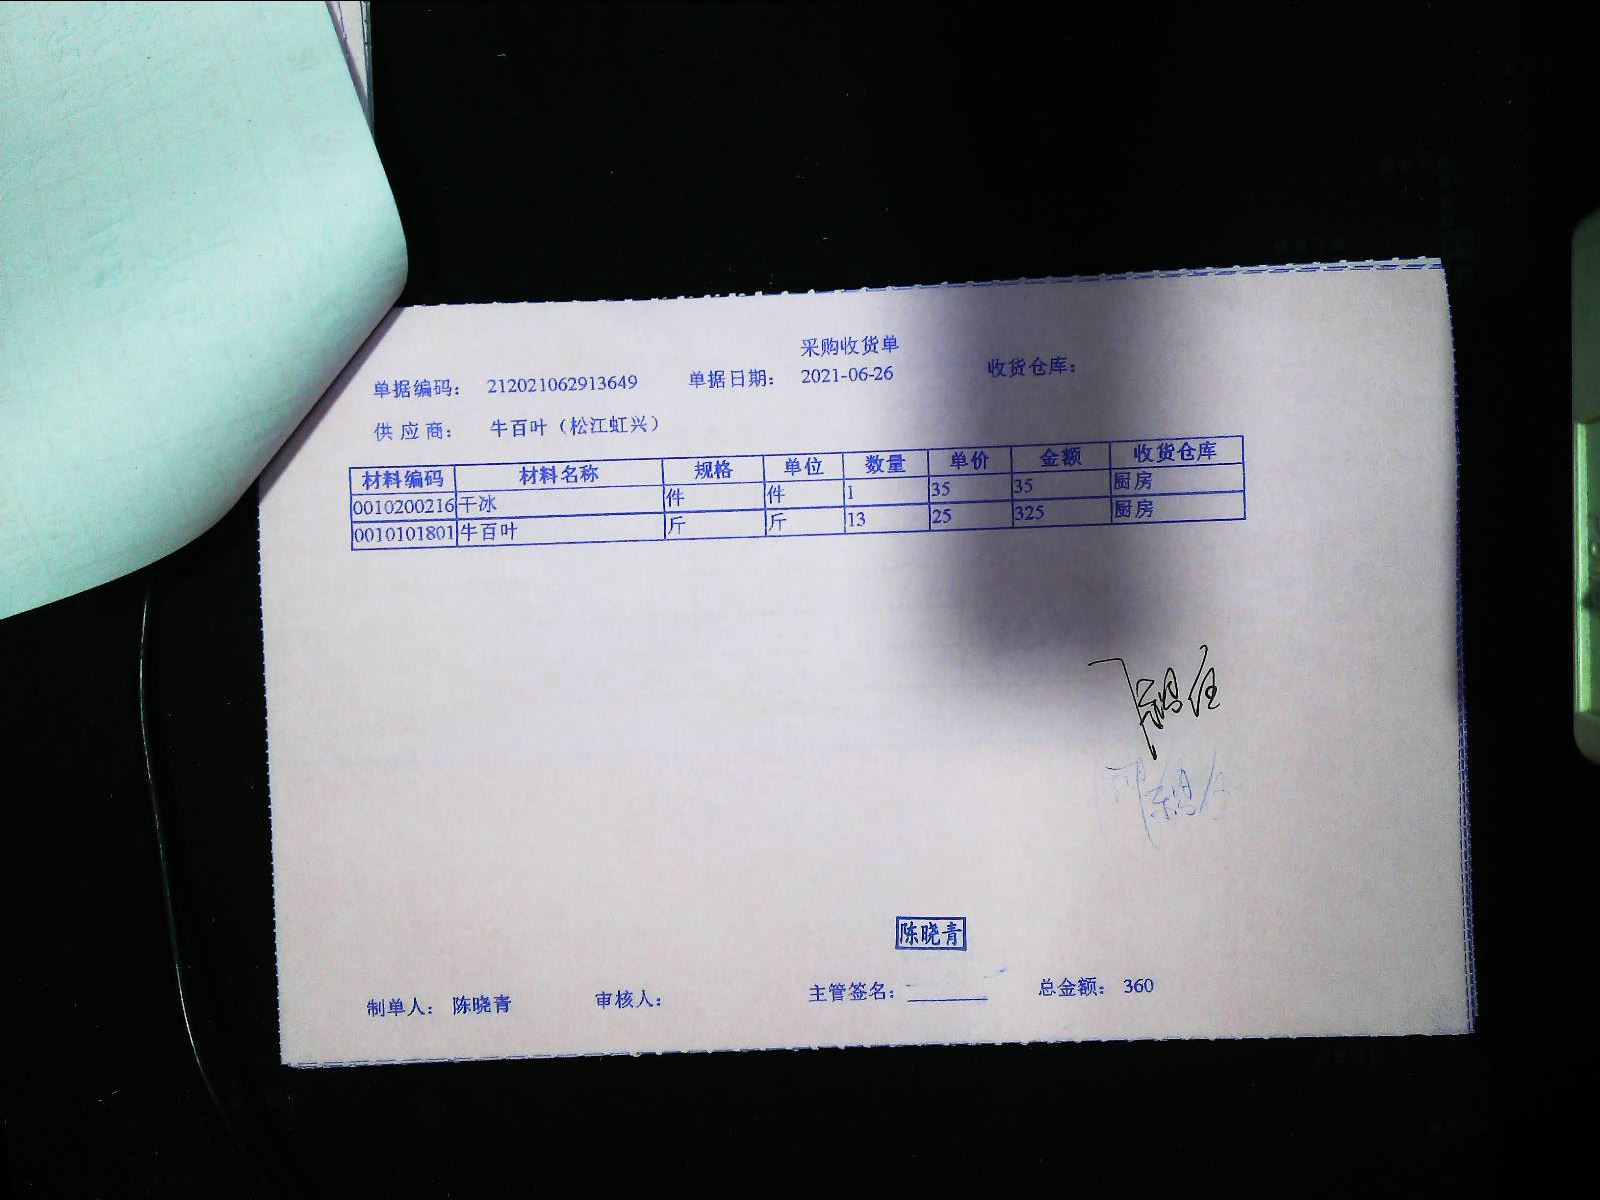 采购收货单
单据编码： 212021062913649 单据日期： 2021-06-26 收货仓库：
供 应 商： 牛百叶（松江虹兴）
材料编码 材料名称 规格 单位 数量 单价 金额 收货仓库
0010200216 干冰 件 件 1 35 35 厨房
0010101801 牛百叶 斤 斤 13 25 325 厨房
陈晓青
制单人： 陈晓青 审核人： 主管签名： 总金额： 360